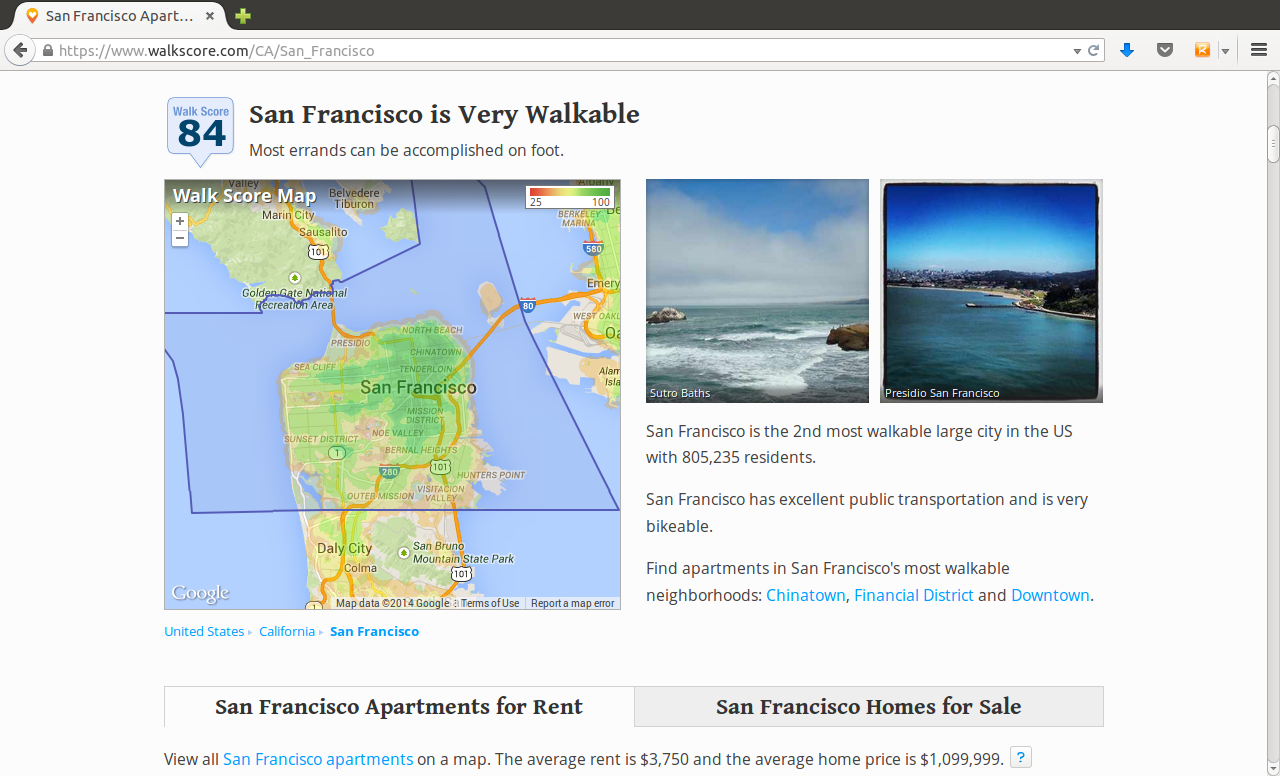 San Francisco Apart...
https://www.walkscore.com/CA/San_Francisco
Walk Score
84
San Francisco is Very Walkable
Most errands can be accomplished on foot.
Walk Score Map
25 100
+
−
Valley
Belvedere
Tiburon
Marin City
Sausalito
101
Golden Gate National
Recreation Area
Albany
BERKELEY
MARINA
Be
580
Emery
80
WEST OAKL
Oa
Alam
Isla
NORTH BEACH
PRESIDIO
CHINATOWN
SEA CLIFF
TENDERLOIN
San Francisco
MISSION
DISTRICT
NOE VALLEY
SUNSET DISTRICT
BERNAL HEIGHTS
1
280
101
HUNTERS POINT
VISITACION
VALLEY
OUTER MISSION
Daly City
San Bruno
Mountain State Park
Colma
101
1
Google
Map data ©2014 Google
Terms of Use
Report a map error
Sutro Baths
Presidio San Francisco
San Francisco is the 2nd most walkable large city in the US
with 805,235 residents.
San Francisco has excellent public transportation and is very
bikeable.
Find apartments in San Francisco's most walkable
neighborhoods: Chinatown, Financial District and Downtown.
United States ▸ California ▸ San Francisco
San Francisco Apartments for Rent
San Francisco Homes for Sale
View all San Francisco apartments on a map. The average rent is $3,750 and the average home price is $1,099,999. ?